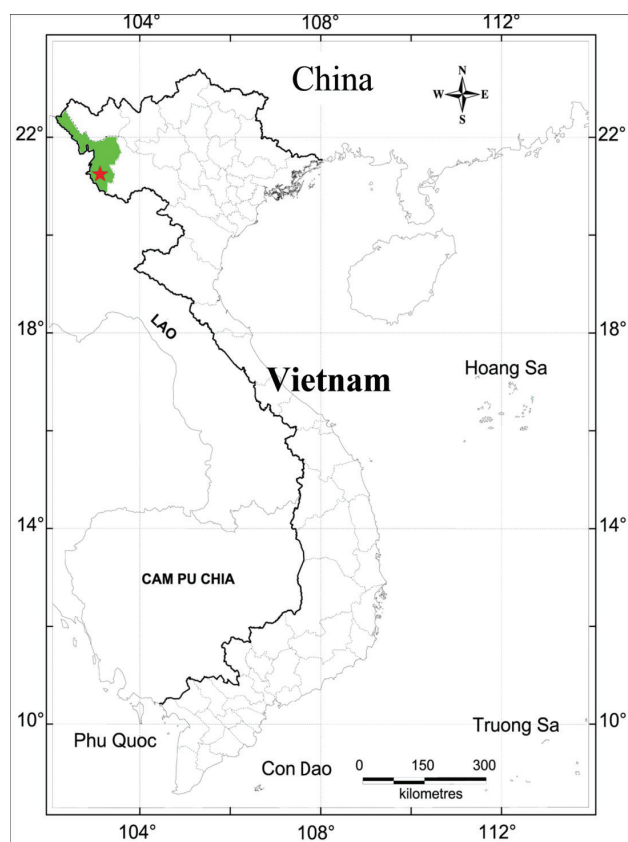 104° 108° 112°
China
N
W E
S
22° 22°
18° 18°
LAO
Hoang Sa
Vietnam
14° 14°
CAM PU CHIA
10° 10°
Phu Quoc
Truong Sa
Con Dao
0 150 300
kilometres
104° 108° 112°